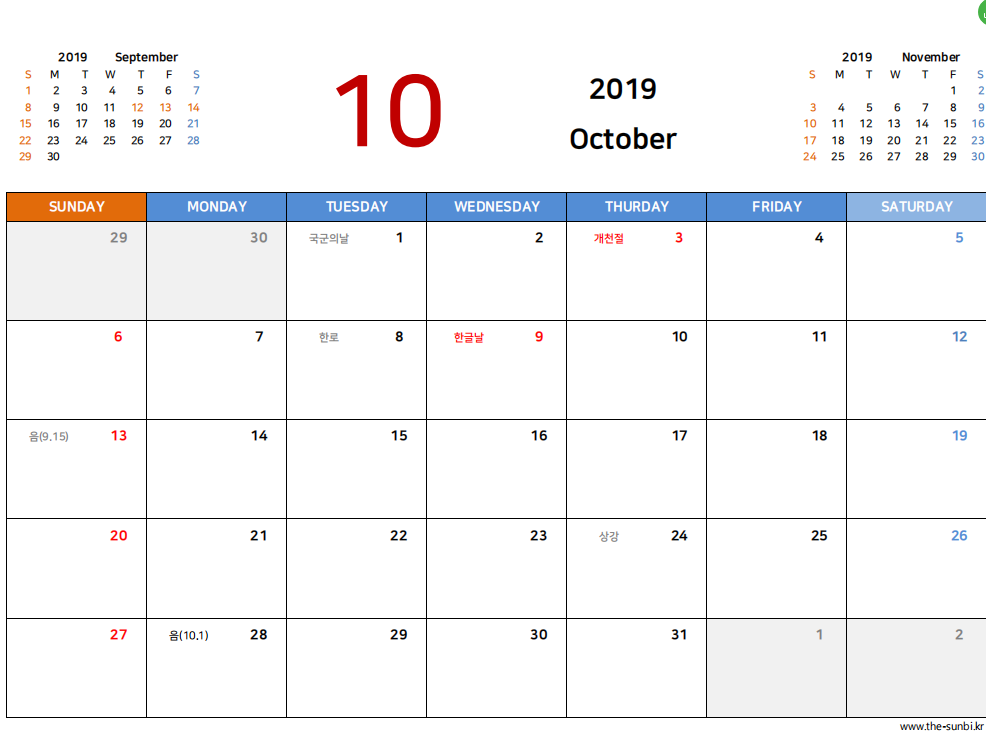 2019 September
S M T W T F S
1 2 3 4 5 6 7
8 9 10 11 12 13 14
15 16 17 18 19 20 21
22 23 24 25 26 27 28
29 30
10
2019
October
2019 November
S M T W T F S
1 2
3 4 5 6 7 8 9
10 11 12 13 14 15 16
17 18 19 20 21 22 23
24 25 26 27 28 29 30
SUNDAY MONDAY TUESDAY WEDNESDAY THURDAY FRIDAY SATURDAY
29 30 국군의날 1 2 개천절 3 4 5
6 7 한로 8 한글날 9 10 11 12
음(9.15) 13 14 15 16 17 18 19
20 21 22 23 상강 24 25 26
27 음(10.1) 28 29 30 31 1 2
www.the-sunbi.kr